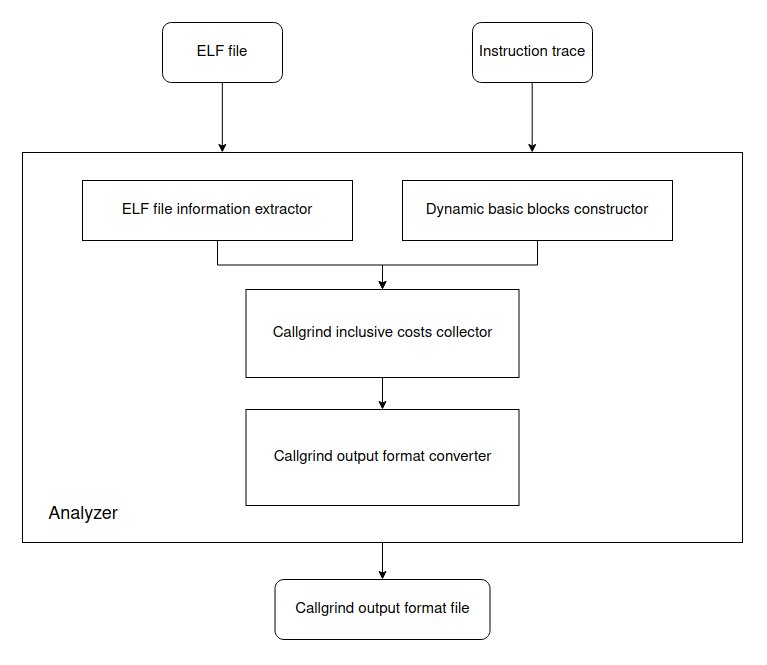 ELF file
Instruction trace
ELF file information extractor
Dynamic basic blocks constructor
Callgrind inclusive costs collector
Callgrind output format converter
Analyzer
Callgrind output format file